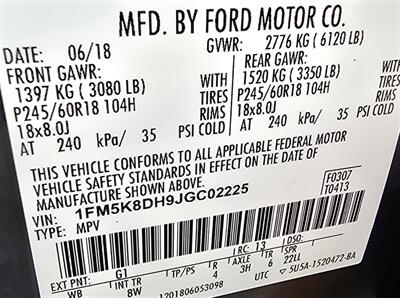 MFD. BY FORD MOTOR CO.
DATE: 06/18 GVWR: 2776 KG ( 6120 LB)
FRONT GAWR: REAR GAWR:
1397 KG ( 3080 LB) WITH 1520 KG ( 3350 LB) WITH
P245/60R18 104H TIRES P245/60R18 104H TIRES
18x8.0J RIMS 18x8.0J RIMS
AT 240 kPa/ 35 PSI COLD AT 240 kPa/ 35 PSI COLD
THIS VEHICLE CONFORMS TO ALL APPLICABLE FEDERAL MOTOR
VEHICLE SAFETY STANDARDS IN EFFECT ON THE DATE OF
MANUFACTURE SHOWN ABOVE.
VIN: 1FM5K8DH9JGC02225 F0307
TYPE: MPV T0413
EXT PNT: G1 RC: 13 DSO:
WB INT TR TP/PS R AXLE TR SPR
8W 4 3H 6 22LL
1201806053098 UTC ▽ 5U5A-1520472-BA